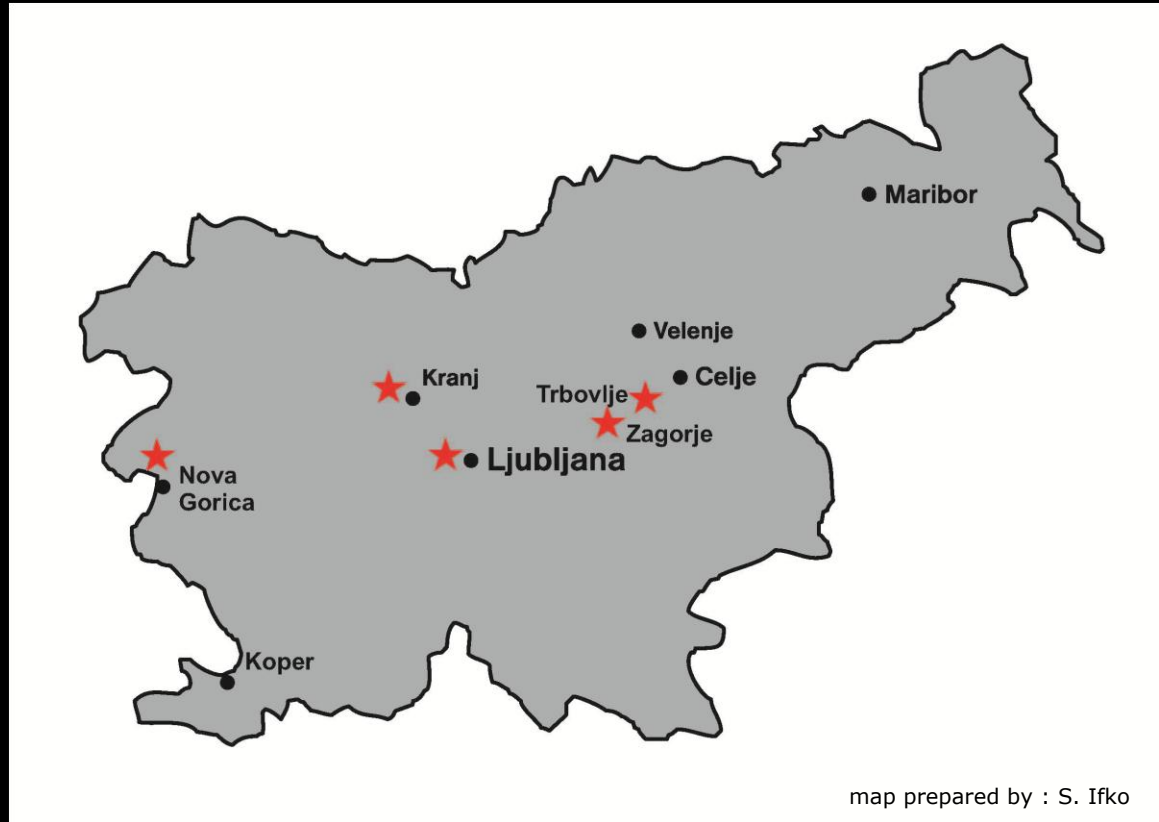 Maribor
Velenje
Kranj
Celje
Trbovlje
Zagorje
Ljubljana
Nova
Gorica
Koper
map prepared by : S. Ifko